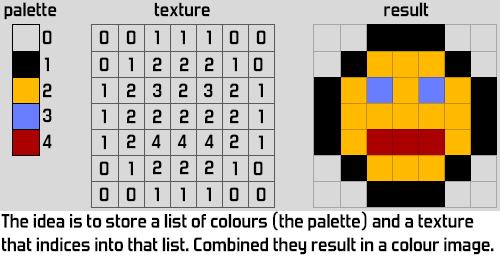 palette texture result
0 0 0 1 1 1 0 0
1 0 1 2 2 2 1 0
2 1 2 3 2 3 2 1
3 1 2 2 2 2 2 1
4 1 2 4 4 4 2 1
0 1 2 2 2 1 0
0 0 1 1 1 0 0
The idea is to store a list of colours (the palette) and a texture
that indices into that list. Combined they result in a colour image.